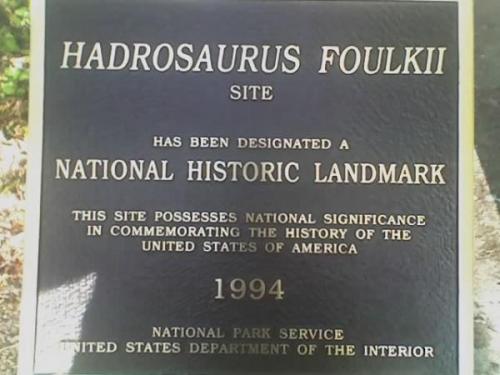 HADROSAURUS FOULKII
SITE
HAS BEEN DESIGNATED A
NATIONAL HISTORIC LANDMARK
THIS SITE POSSESSES NATIONAL SIGNIFICANCE
IN COMMEMORATING THE HISTORY OF THE
UNITED STATES OF AMERICA
1994
NATIONAL PARK SERVICE
UNITED STATES DEPARTMENT OF THE INTERIOR